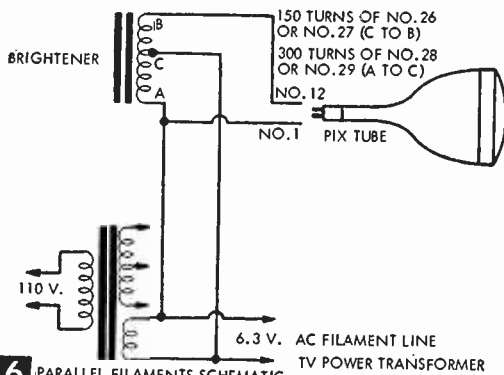 B
150 TURNS OF NO.26
OR NO.27 (C TO B)
BRIGHTENER
C
300 TURNS OF NO.28
OR NO.29 (A TO C)
A
NO.12
NO.1
PIX TUBE
110 V.
6.3 V. AC FILAMENT LINE
TV POWER TRANSFORMER
6 PARALLEL FILAMENTS SCHEMATIC